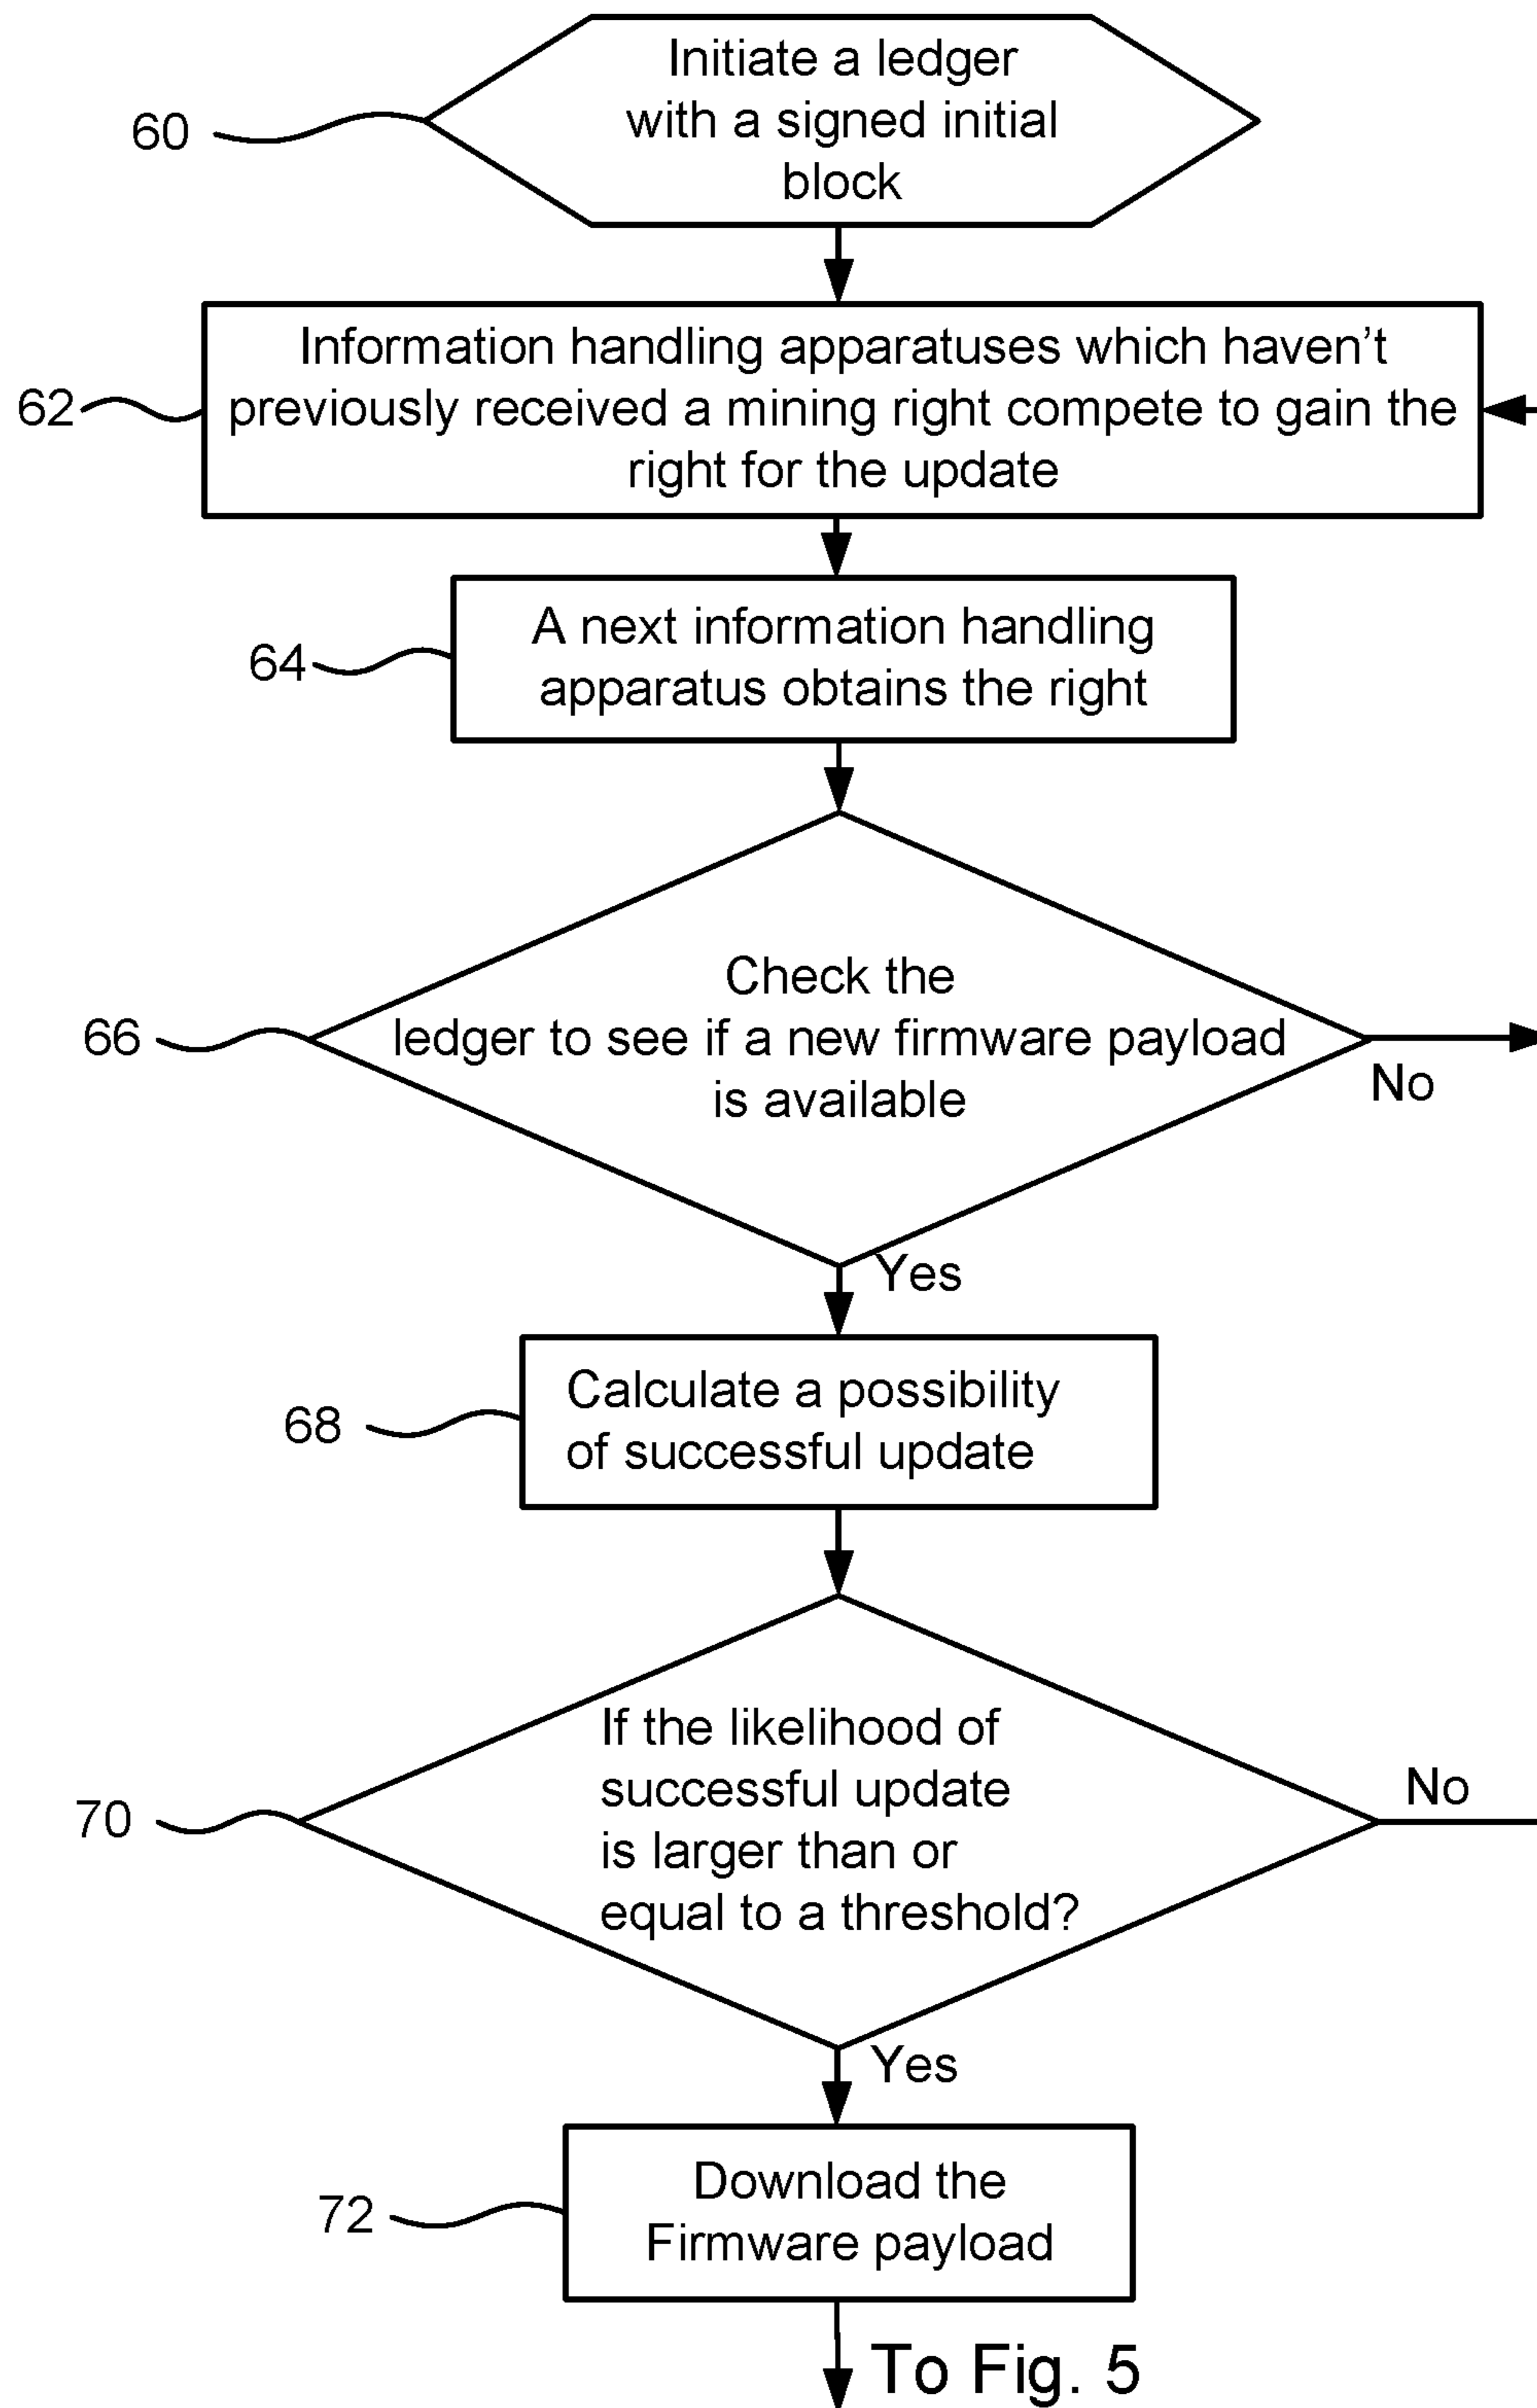 Initiate a ledger
with a signed initial
block
60
Information handling apparatuses which haven't
previously received a mining right compete to gain the
right for the update
62
A next information handling
apparatus obtains the right
64
Check the
ledger to see if a new firmware payload
is available
66
No
Yes
Calculate a possibility
of successful update
68
If the likelihood of
successful update
is larger than or
equal to a threshold?
70
No
Yes
Download the
Firmware payload
72
To Fig. 5